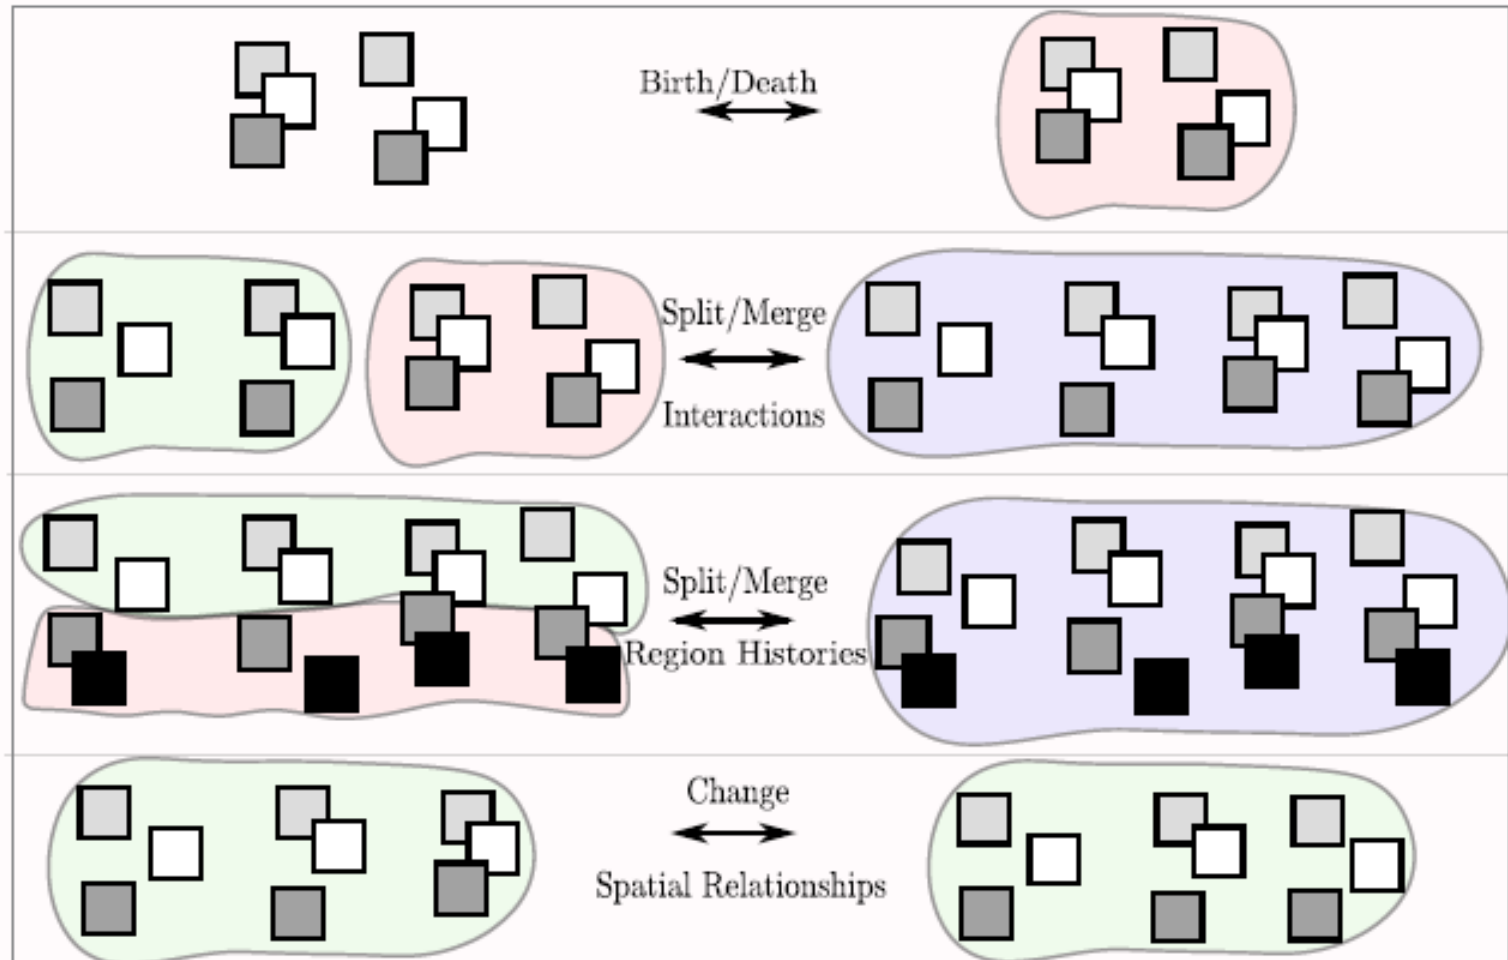 Birth/Death
Split/Merge
Interactions
Split/Merge
Region Histories
Change
Spatial Relationships